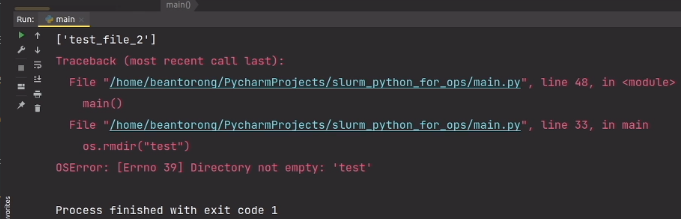 main()
Run:
main
['test_file_2']
Traceback (most recent call last):
File "/home/beantorong/PycharmProjects/slurm_python_for_ops/main.py", line 48, in <module>
main()
File "/home/beantorong/PycharmProjects/slurm_python_for_ops/main.py", line 33, in main
os.rmdir("test")
OSError: [Errno 39] Directory not empty: 'test'
Process finished with exit code 1